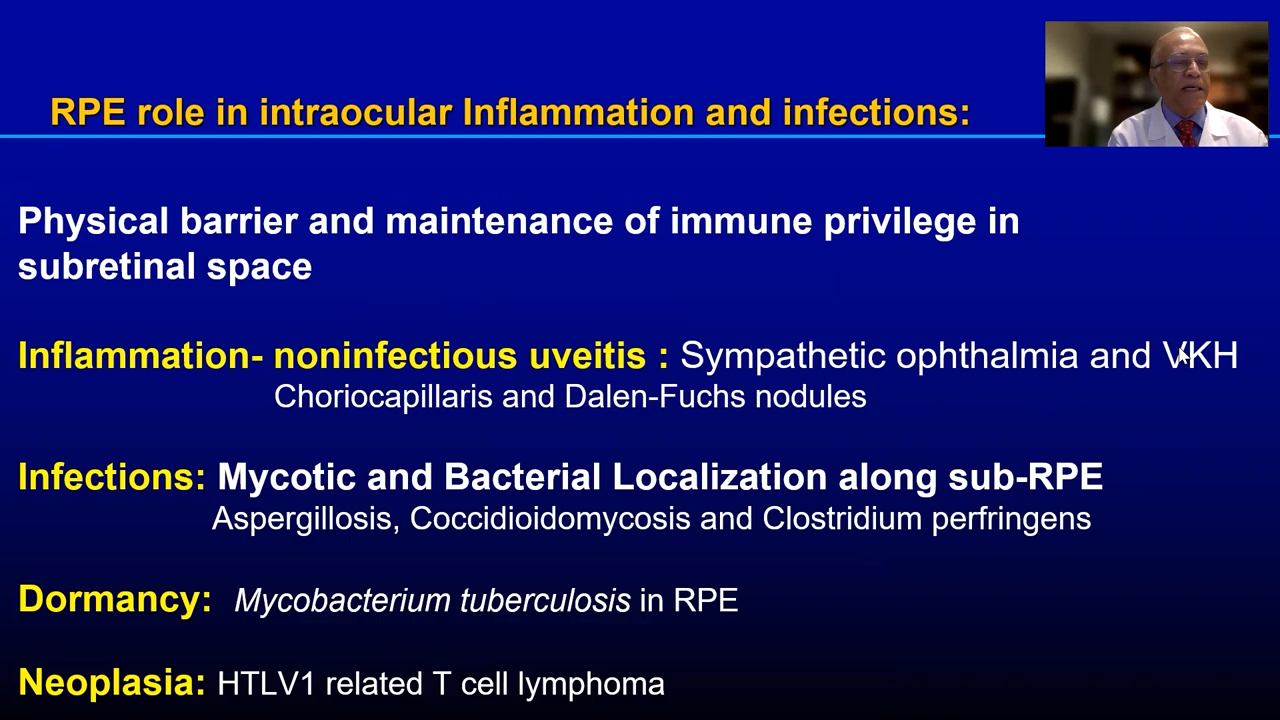 RPE role in intraocular Inflammation and infections:
Physical barrier and maintenance of immune privilege in
subretinal space
Inflammation- noninfectious uveitis : Sympathetic ophthalmia and VKH
Choriocapillaris and Dalen-Fuchs nodules
Infections: Mycotic and Bacterial Localization along sub-RPE
Aspergillosis, Coccidioidomycosis and Clostridium perfringens
Dormancy: Mycobacterium tuberculosis in RPE
Neoplasia: HTLV1 related T cell lymphoma